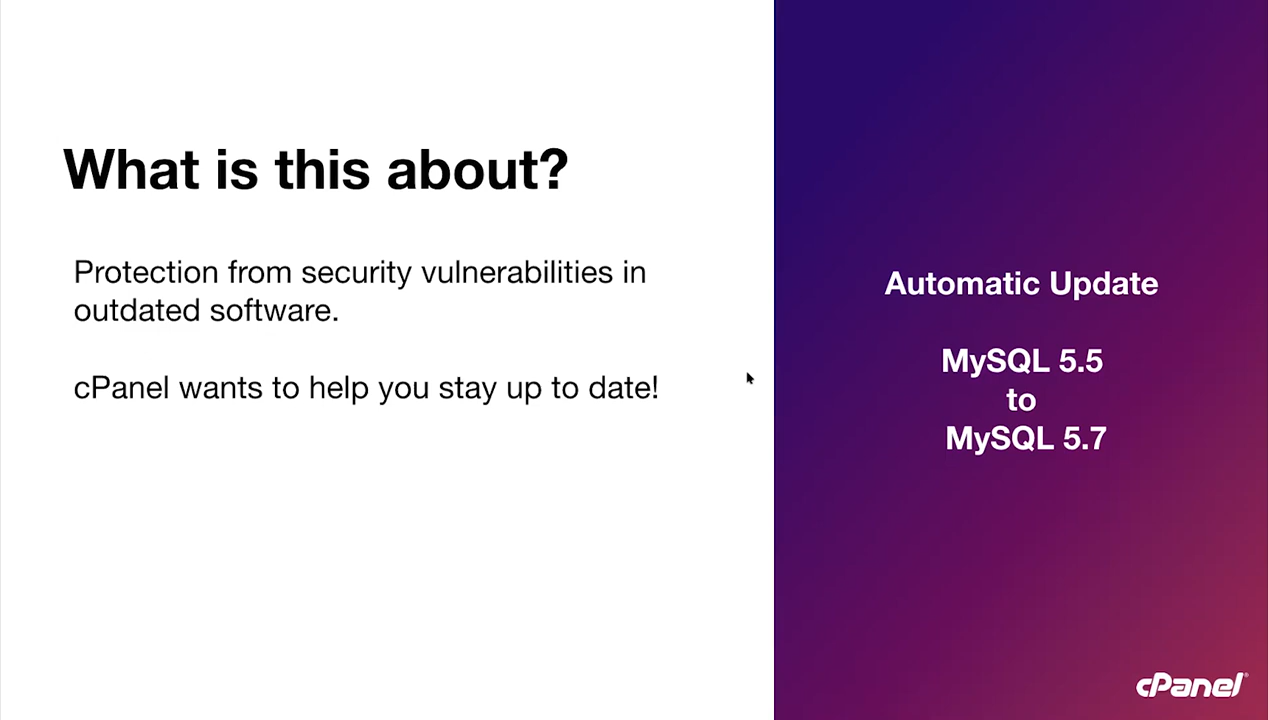 What is this about?
Protection from security vulnerabilities in
outdated software.
cPanel wants to help you stay up to date!
Automatic Update
MySQL 5.5
to
MySQL 5.7
cPanel®